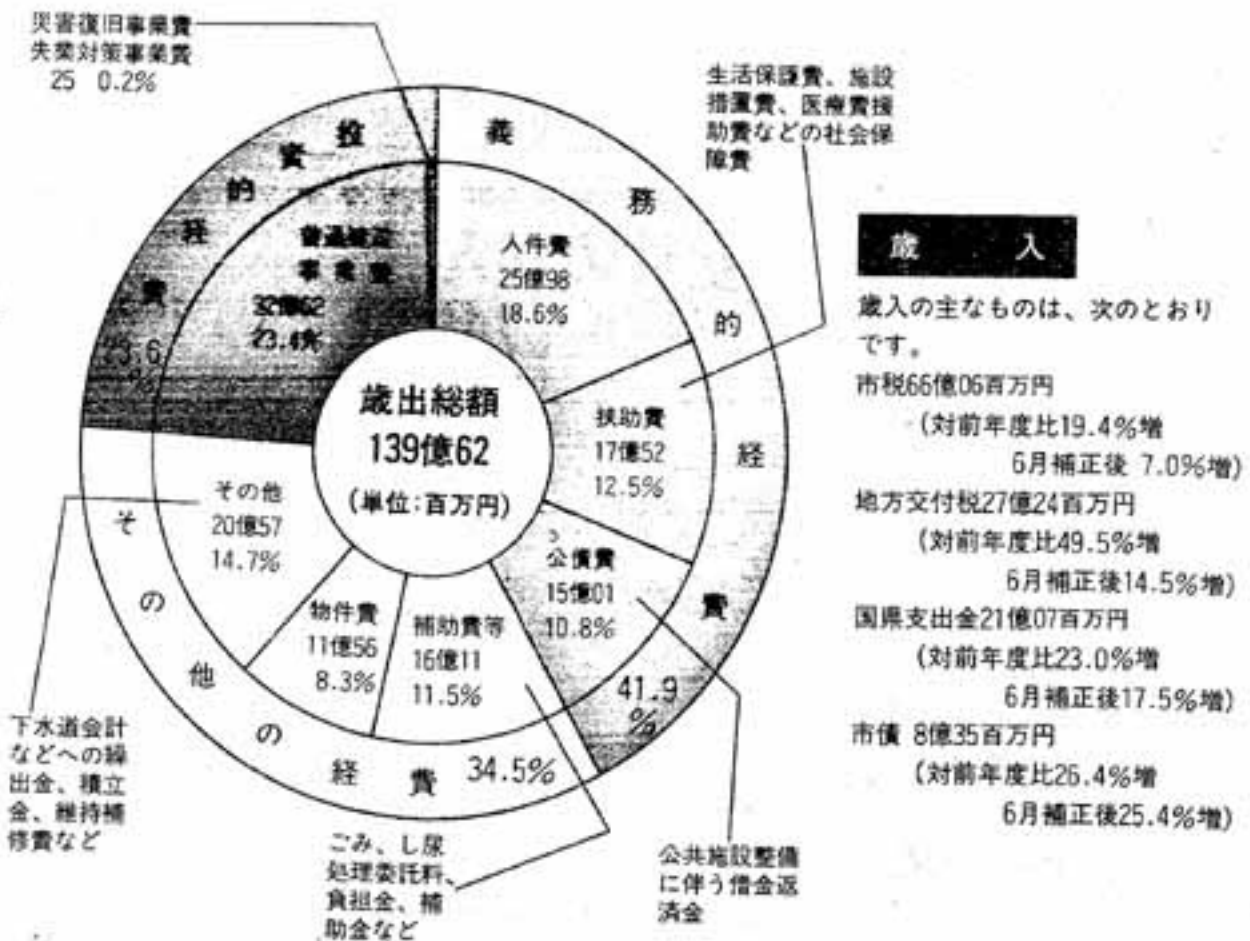 災害復旧事業費
失業対策事業費
25 0.2%
生活保護費、施設
措置費、医療費援
助費などの社会保
障費
投資的経費
23.6
%
普通建設
事業費
32億62
23.4%
義務的経費
41.9
%
人件費
25億98
18.6%
扶助費
17億52
12.5%
公債費
15億01
10.8%
歳出総額
139億62
(単位:百万円)
その他
20億57
14.7%
物件費
11億56
8.3%
補助費等
16億11
11.5%
その他の経費 34.5%
下水道会計
などへの繰
出金、積立
金、維持補
修費など
ごみ、し尿
処理委託料、
負担金、補
助金など
公共施設整備
に伴う借金返
済金
歳入
歳入の主なものは、次のとおり
です。
市税66億06百万円
(対前年度比19.4%増
6月補正後 7.0%増)
地方交付税27億24百万円
(対前年度比49.5%増
6月補正後14.5%増)
国県支出金21億07百万円
(対前年度比23.0%増
6月補正後17.5%増)
市債 8億35百万円
(対前年度比26.4%増
6月補正後25.4%増)